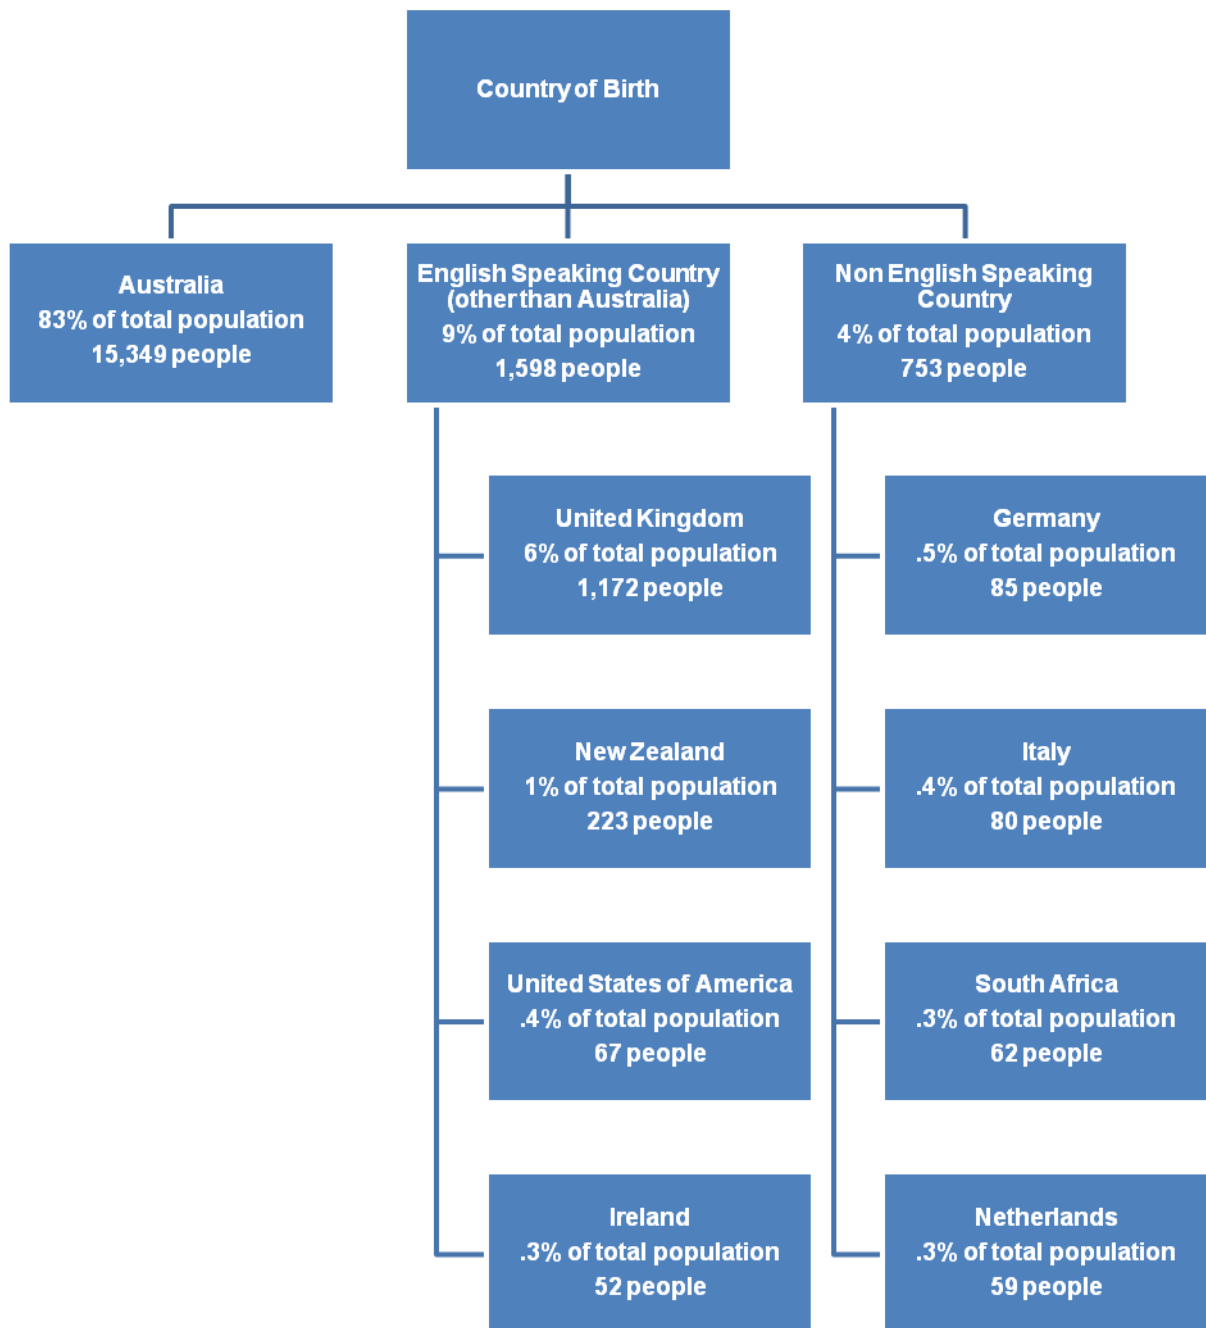 Country of Birth
Australia
83% of total population
15,349 people
English Speaking Country
(other than Australia)
9% of total population
1,598 people
Non English Speaking
Country
4% of total population
753 people
United Kingdom
6% of total population
1,172 people
New Zealand
1% of total population
223 people
United States of America
.4% of total population
67 people
Ireland
.3% of total population
52 people
Germany
.5% of total population
85 people
Italy
.4% of total population
80 people
South Africa
.3% of total population
62 people
Netherlands
.3% of total population
59 people